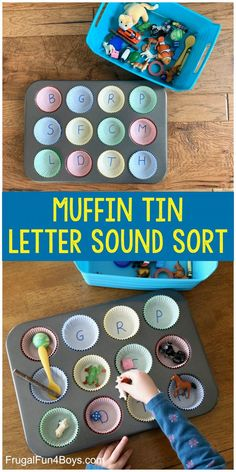 B G R P
S F C M
L D T H
MUFFIN TIN
LETTER SOUND SORT
G R P
D
FrugalFun4Boys.com